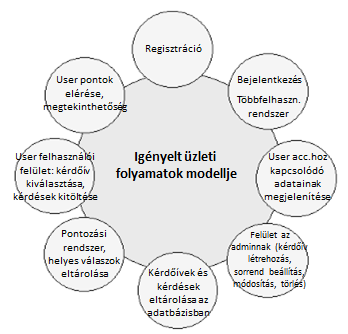 Regisztráció
Bejelentkezés
Többfelhaszn.
rendszer
User acc.hoz
kapcsolódó
adatainak
megjelenítése
Felület az
adminnak (kérdőív
létrehozás,
sorrend beállítás,
módosítás, törlés)
Kérdőívek és
kérdések
eltárolása az
adatbázisban
Pontozási
rendszer,
helyes válaszok
eltárolása
User felhasználói
felület: kérdőív
kiválasztása,
kérdések kitöltése
User pontok
elérése,
megtekinthetőség
Igényelt üzleti
folyamatok modellje